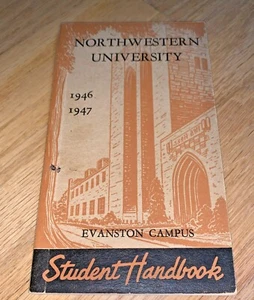 NORTHWESTERN
UNIVERSITY
1946
1947
EVANSTON CAMPUS
Student Handbook